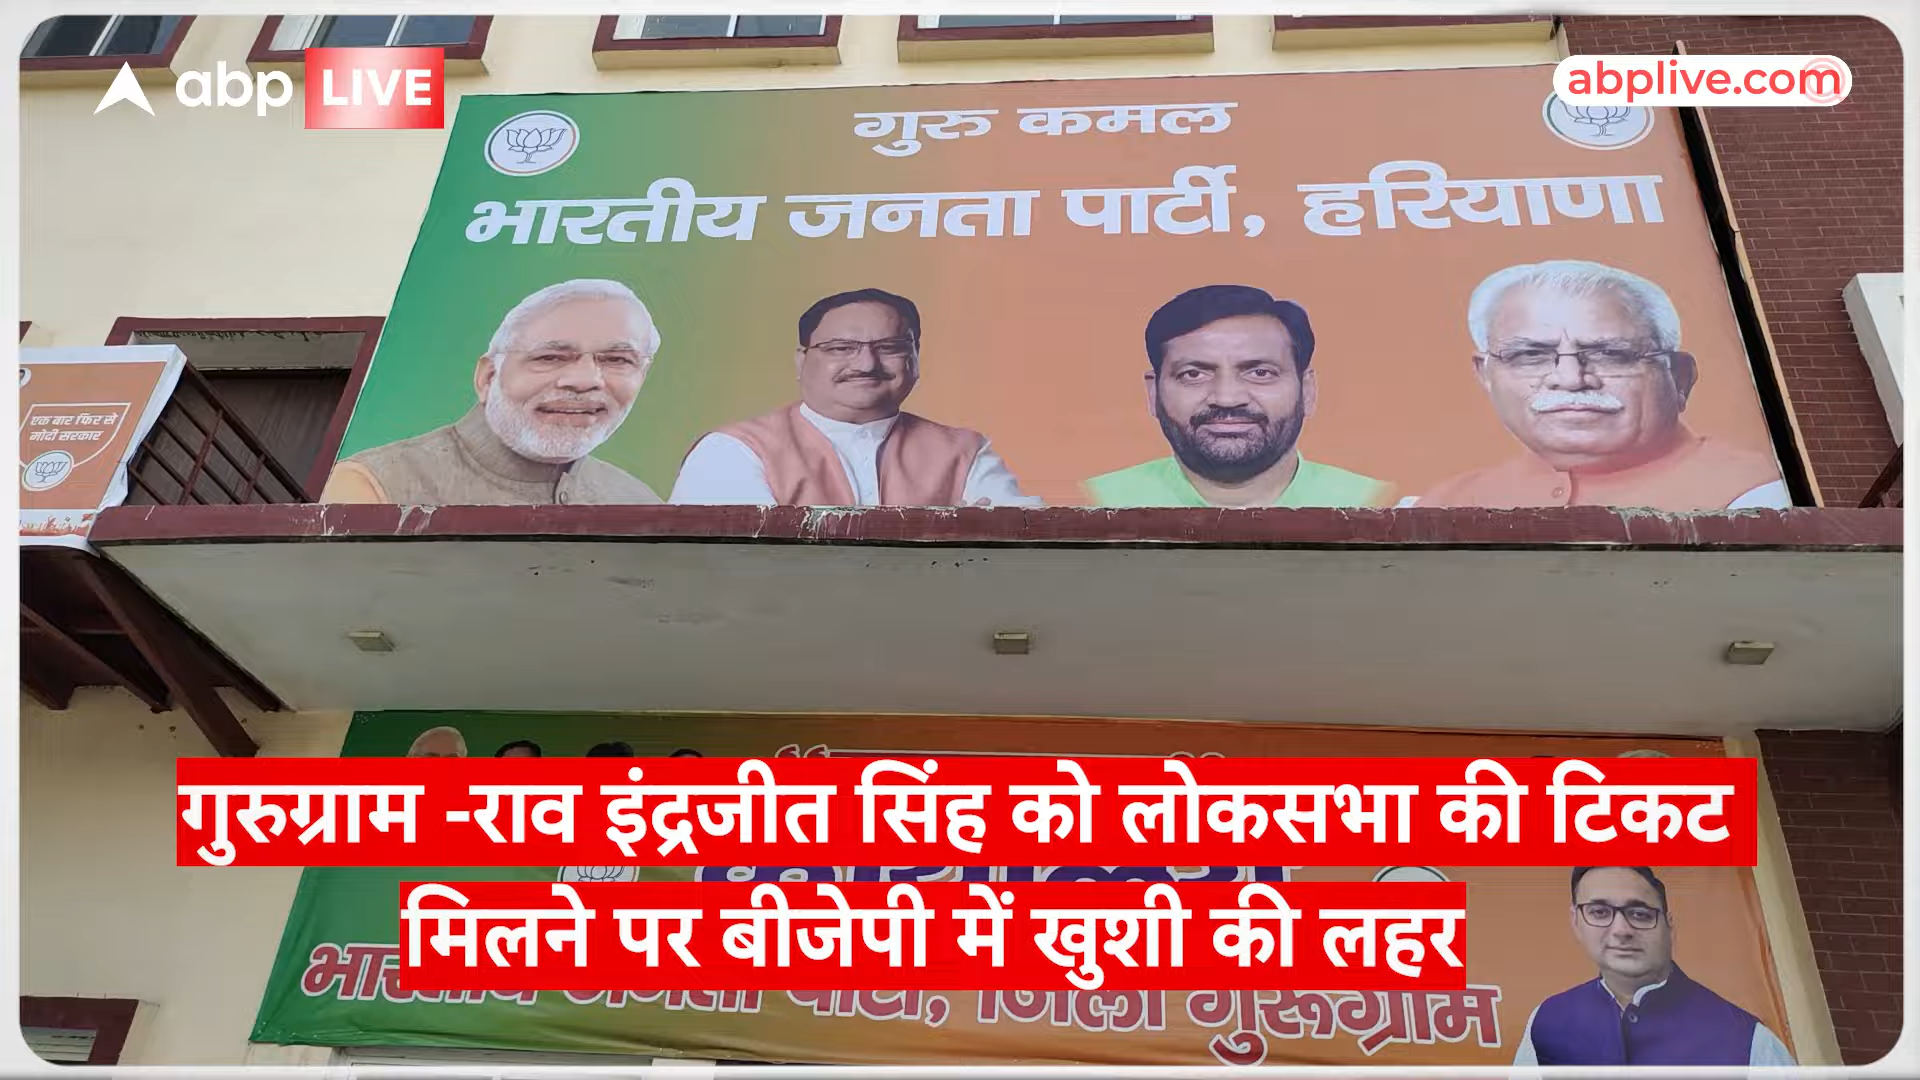 abp LIVE
abplive.com
गुरु कमल
भारतीय जनता पार्टी, हरियाणा
एक बार फिर से
मोदी सरकार
गुरुग्राम -राव इंद्रजीत सिंह को लोकसभा की टिकट
मिलने पर बीजेपी में खुशी की लहर
जिला गुरूग्राम